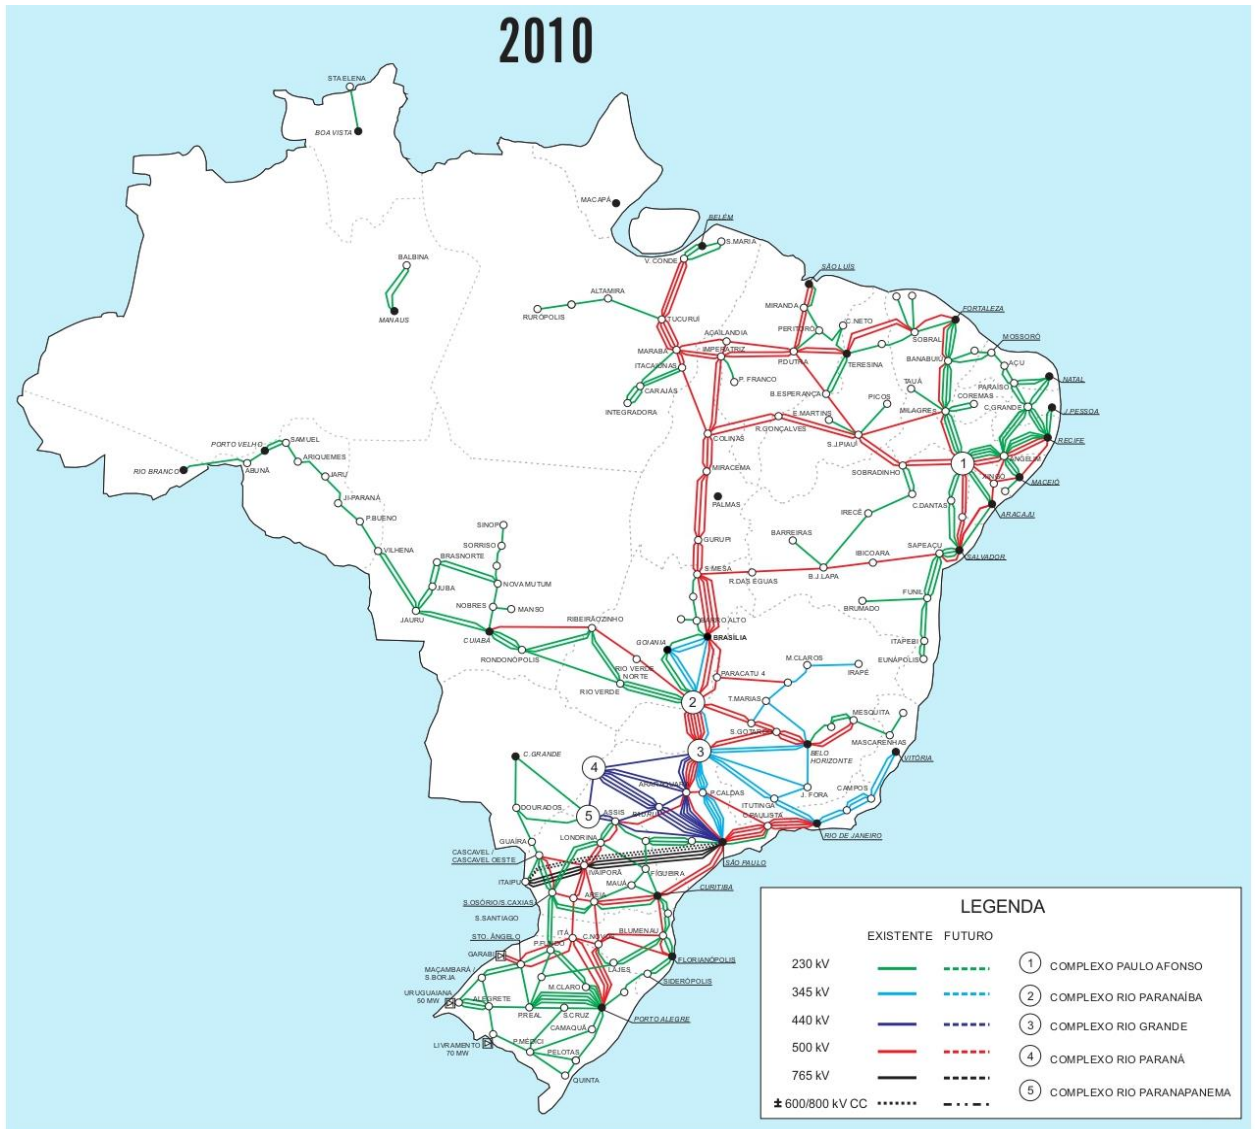 2010
STA ELENA
BOA VISTA
MACAPÁ
BELÉM
S.MARIA
V. CONDE
BALBINA
MANAUS
SÃO LUÍS
ALTAMIRA
RURÓPOLIS
TUCURUÍ
MIRANDA
PERITORÓ
C. NETO
FORTALEZA
SOBRAL
MOSSORÓ
AÇAILANDIA
IMPERATRIZ
MARABÁ
P.DUTRA
TERESINA
BANABUIÚ
AÇU
ITACAIÚNAS
CARAJÁS
INTEGRADORA
P. FRANCO
B.ESPERANÇA
TAUÁ
PICOS
PARAÍSO
NATAL
COREMAS
MILAGRES
C.GRANDE
J.PESSOA
E.MARTINS
R.GONÇALVES
COLINAS
S.J.PIAUÍ
RECIFE
PORTO VELHO
SAMUEL
ARIQUEMES
RIO BRANCO
ABUNÃ
JARU
MIRACEMA
SOBRADINHO
1
ANGELIM
XINGÓ
MACEIÓ
JI-PARANÁ
PALMAS
C.DANTAS
ARACAJU
P.BUENO
SINOP
IRECÊ
SORRISO
GURUPI
BARREIRAS
SAPEAÇU
VILHENA
BRASNORTE
IBICOARA
SALVADOR
S.MESA
R.DAS ÉGUAS
B.J.LAPA
JUBA
NOVA MUTUM
FUNIL
NOBRES
MANSO
BRUMADO
JAURU
RIBEIRÃOZINHO
BARRO ALTO
CUIABÁ
GOIANIA
BRASÍLIA
ITAPEBI
RONDONÓPOLIS
M.CLAROS
EUNÁPOLIS
RIO VERDE
NORTE
PARACATU 4
IRAPÉ
RIO VERDE
2
T.MARIAS
MESQUITA
S.GOTARDO
MASCARENHAS
C.GRANDE
3
BELO
HORIZONTE
VITÓRIA
4
ARARAQUARA
P.CALDAS
J. FORA
CAMPOS
DOURADOS
5
ASSIS
BAURU
ITUTINGA
C.PAULISTA
GUAÍRA
LONDRINA
RIO DE JANEIRO
CASCAVEL /
CASCAVEL OESTE
SÃO PAULO
IVAIPORÃ
FIGUEIRA
ITAIPU
MAUÁ
CURITIBA
AREIA
S.OSÓRIO/S.CAXIAS
S.SANTIAGO
BLUMENAU
STO. ÂNGELO
ITÁ
C.NOVOS
P.FUNDO
GARABI
FLORIANÓPOLIS
MAÇAMBARÁ /
S.BORJA
LAJES
SIDERÓPOLIS
M.CLARO
URUGUAIANA
50 MW
ALEGRETE
P.REAL
S.CRUZ
PORTO ALEGRE
CAMAQUÃ
LIVRAMENTO
70 MW
P.MÉDICI
PELOTAS
QUINTA
LEGENDA
EXISTENTE FUTURO
230 kV
345 kV
440 kV
500 kV
765 kV
± 600/800 kV CC
1 COMPLEXO PAULO AFONSO
2 COMPLEXO RIO PARANAÍBA
3 COMPLEXO RIO GRANDE
4 COMPLEXO RIO PARANÁ
5 COMPLEXO RIO PARANAPANEMA